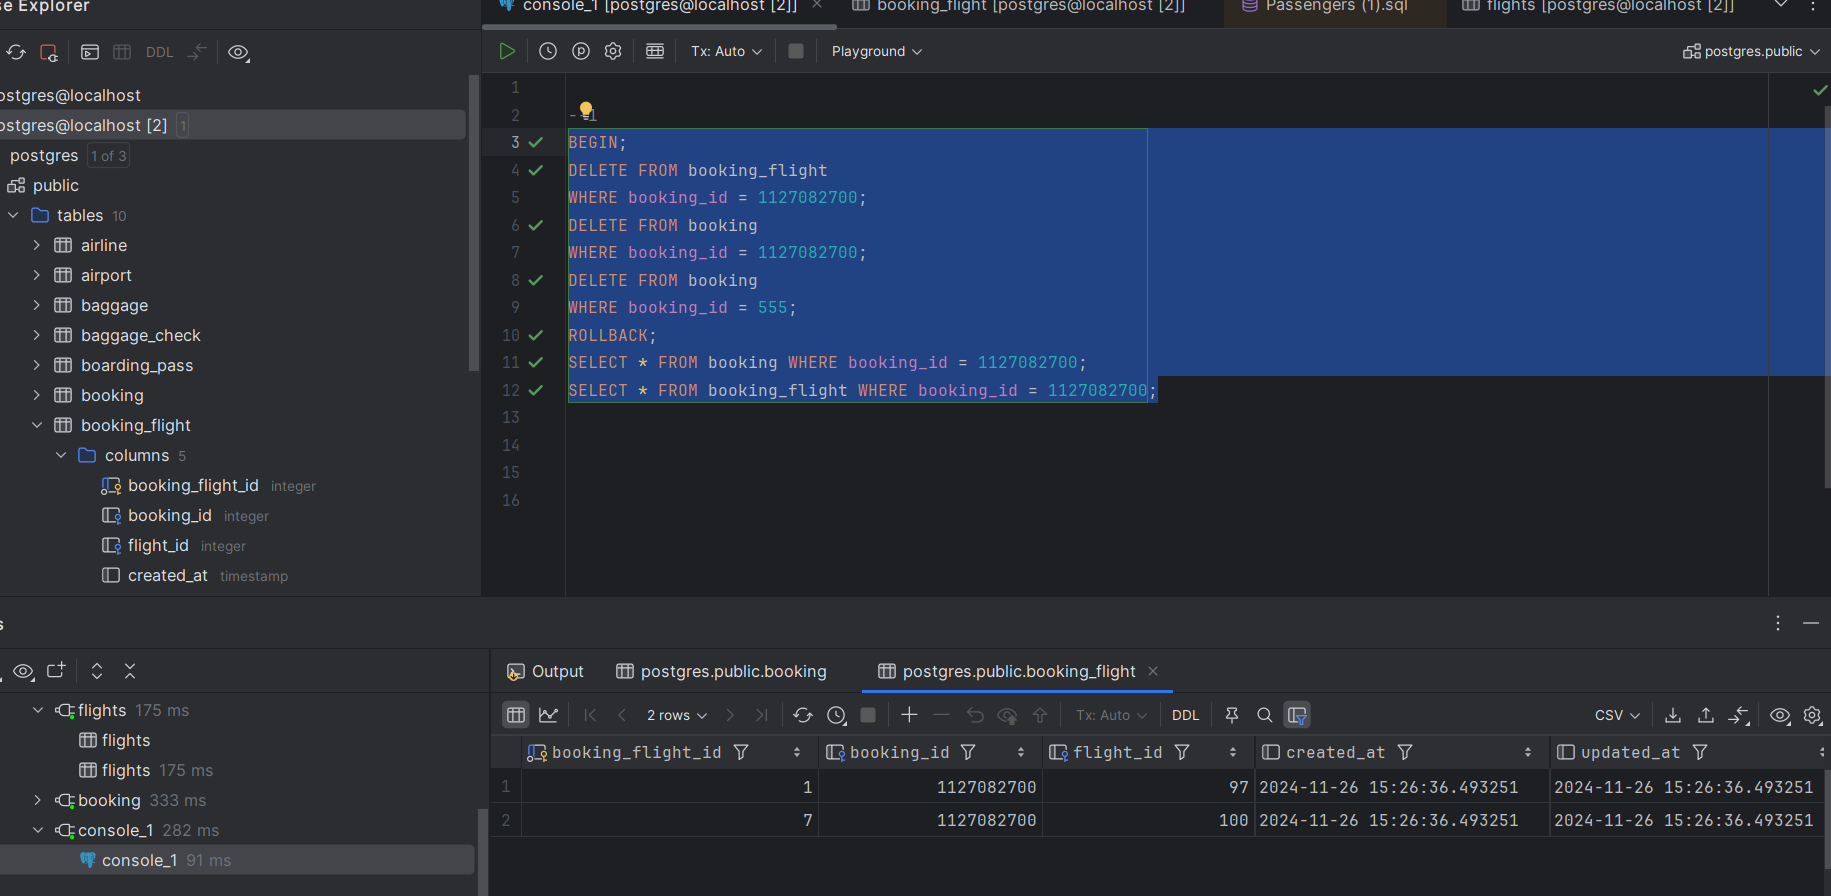 se Explorer
console_1 [postgres@localhost [2]]
booking_flight [postgres@localhost [2]]
Passengers (1).sql
flights [postgres@localhost [2]]
DDL
Tx: Auto
Playground
postgres.public
ostgres@localhost
ostgres@localhost [2] 1
postgres 1 of 3
public
tables 10
airline
airport
baggage
baggage_check
boarding_pass
booking
booking_flight
columns 5
booking_flight_id integer
booking_id integer
flight_id integer
created_at timestamp
1
2 --1
3 BEGIN;
4 DELETE FROM booking_flight
5 WHERE booking_id = 1127082700;
6 DELETE FROM booking
7 WHERE booking_id = 1127082700;
8 DELETE FROM booking
9 WHERE booking_id = 555;
10 ROLLBACK;
11 SELECT * FROM booking WHERE booking_id = 1127082700;
12 SELECT * FROM booking_flight WHERE booking_id = 1127082700;
13
14
15
16
s
flights 175 ms
flights
flights 175 ms
booking 333 ms
console_1 282 ms
console_1 91 ms
Output
postgres.public.booking
postgres.public.booking_flight
2 rows
Tx: Auto
DDL
CSV
booking_flight_id booking_id flight_id created_at updated_at
1 1 1127082700 97 2024-11-26 15:26:36.493251 2024-11-26 15:26:36.493251
2 7 1127082700 100 2024-11-26 15:26:36.493251 2024-11-26 15:26:36.493251